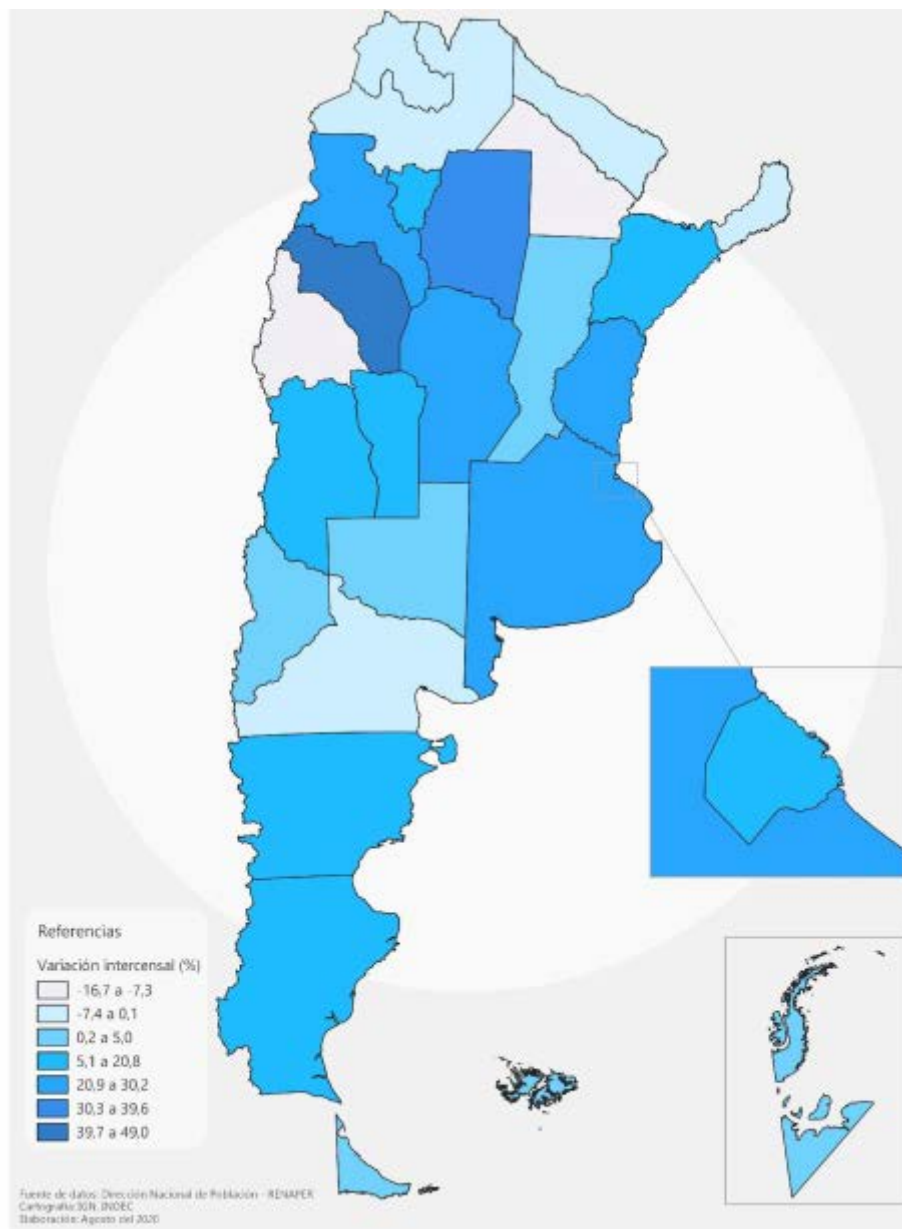 Referencias
Variación intercensal (%)
-16,7 a -7,3
-7,4 a 0,1
0,2 a 5,0
5,1 a 20,8
20,9 a 30,2
30,3 a 39,6
39,7 a 49,0
Fuente de datos: Dirección Nacional de Población - RENAPER
Cartografía: IGN, INDEC
Elaboración: Agosto del 2020